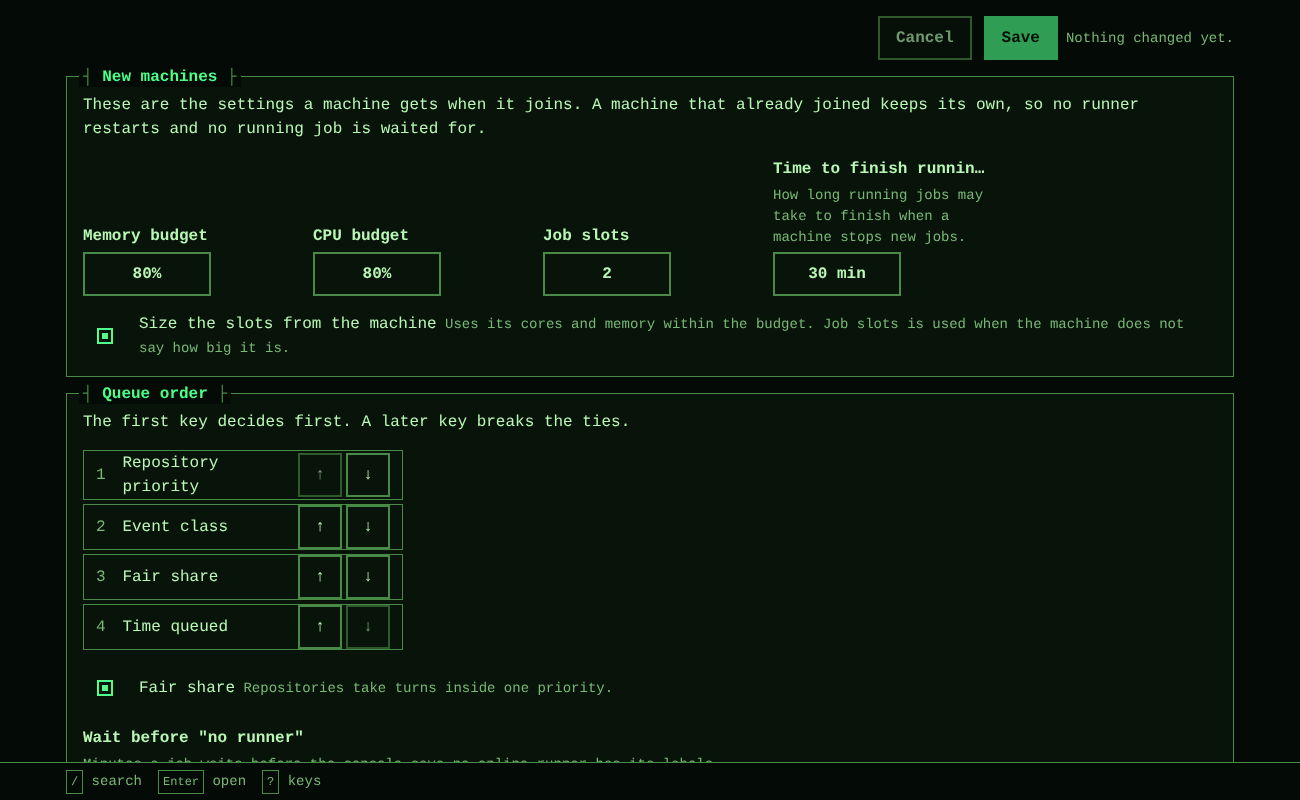 Cancel Save Nothing changed yet.
New machines
These are the settings a machine gets when it joins. A machine that already joined keeps its own, so no runner
restarts and no running job is waited for.
Time to finish runnin…
How long running jobs may
take to finish when a
machine stops new jobs.
Memory budget CPU budget Job slots
80% 80% 2 30 min
Size the slots from the machine Uses its cores and memory within the budget. Job slots is used when the machine does not
say how big it is.
Queue order
The first key decides first. A later key breaks the ties.
1 Repository
priority ↑ ↓
2 Event class ↑ ↓
3 Fair share ↑ ↓
4 Time queued ↑ ↓
Fair share Repositories take turns inside one priority.
Wait before "no runner"
/ search Enter open ? keys